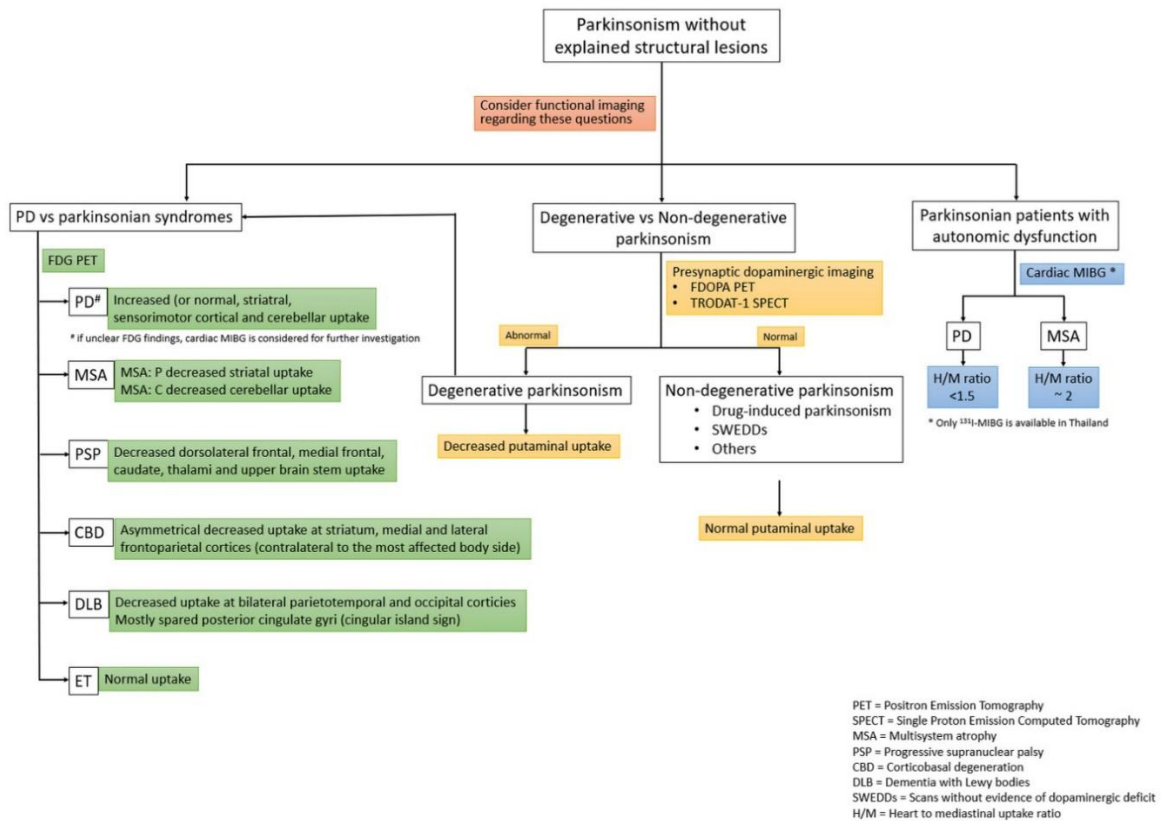 Parkinsonism without
explained structural lesions
Consider functional imaging
regarding these questions
PD vs parkinsonian syndromes
FDG PET
PD#
Increased (or normal, striatral,
sensorimotor cortical and cerebellar uptake
# if unclear FDG findings, cardiac MIBG is considered for further investigation
MSA
MSA: P decreased striatal uptake
MSA: C decreased cerebellar uptake
PSP
Decreased dorsolateral frontal, medial frontal,
caudate, thalami and upper brain stem uptake
CBD
Asymmetrical decreased uptake at striatum, medial and lateral
frontoparietal cortices (contralateral to the most affected body side)
DLB
Decreased uptake at bilateral parietotemporal and occipital corticies
Mostly spared posterior cingulate gyri (cingular island sign)
ET
Normal uptake
Degenerative vs Non-degenerative
parkinsonism
Presynaptic dopaminergic imaging
• FDOPA PET
• TRODAT-1 SPECT
Abnormal
Normal
Degenerative parkinsonism
Decreased putaminal uptake
Non-degenerative parkinsonism
• Drug-induced parkinsonism
• SWEDDs
• Others
Normal putaminal uptake
Parkinsonian patients with
autonomic dysfunction
Cardiac MIBG *
PD
MSA
H/M ratio
<1.5
H/M ratio
~ 2
* Only 131I-MIBG is available in Thailand
PET = Positron Emission Tomography
SPECT = Single Proton Emission Computed Tomography
MSA = Multisystem atrophy
PSP = Progressive supranuclear palsy
CBD = Corticobasal degeneration
DLB = Dementia with Lewy bodies
SWEDDs = Scans without evidence of dopaminergic deficit
H/M = Heart to mediastinal uptake ratio